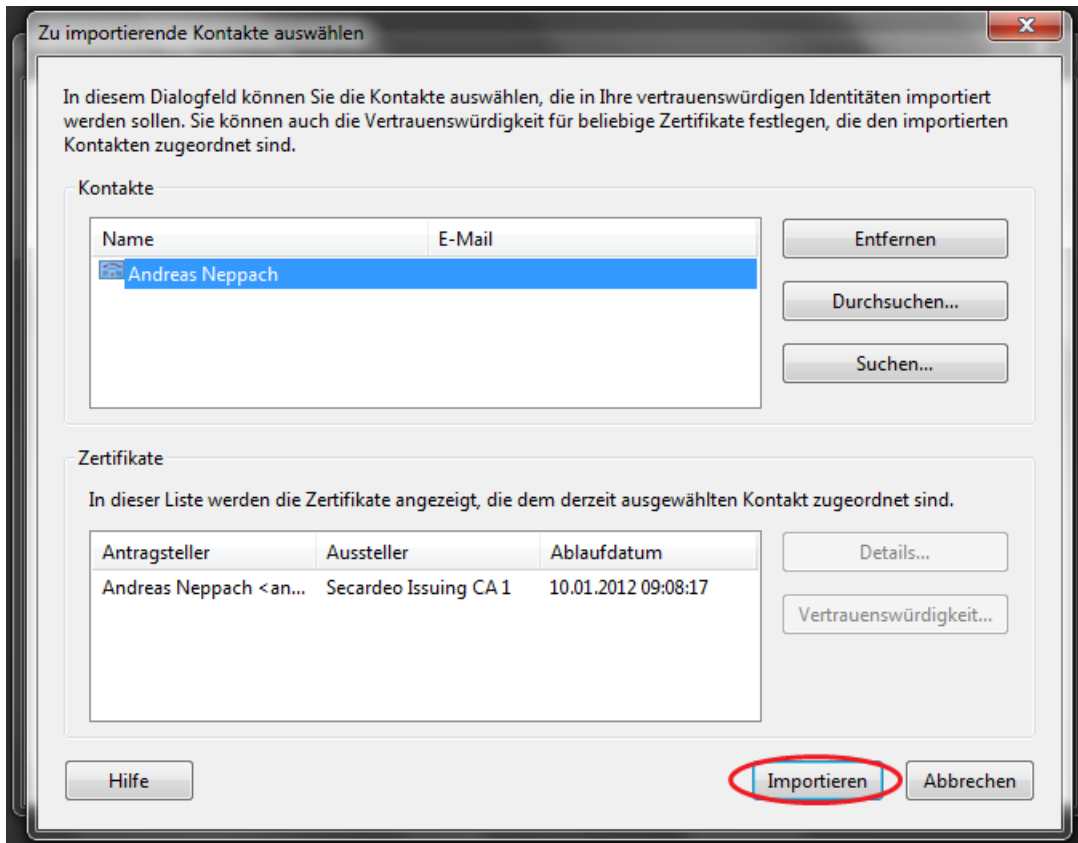 Zu importierende Kontakte auswählen
In diesem Dialogfeld können Sie die Kontakte auswählen, die in Ihre vertrauenswürdigen Identitäten importiert
werden sollen. Sie können auch die Vertrauenswürdigkeit für beliebige Zertifikate festlegen, die den importierten
Kontakten zugeordnet sind.
Kontakte
Name E-Mail
Andreas Neppach
Entfernen
Durchsuchen...
Suchen...
Zertifikate
In dieser Liste werden die Zertifikate angezeigt, die dem derzeit ausgewählten Kontakt zugeordnet sind.
Antragsteller Aussteller Ablaufdatum
Andreas Neppach <an... Secardeo Issuing CA 1 10.01.2012 09:08:17
Details...
Vertrauenswürdigkeit...
Hilfe Importieren Abbrechen